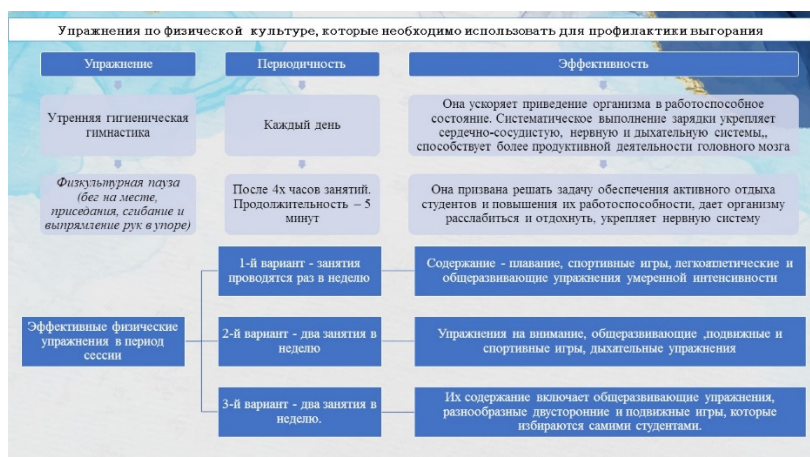 Упражнения по физической культуре, которые необходимо использовать для профилактики выгорания
Упражнение
Периодичность
Эффективность
Утренняя гигиеническая
гимнастика
Каждый день
Она ускоряет приведение организма в работоспособное
состояние. Систематическое выполнение зарядки укрепляет
сердечно-сосудистую, нервную и дыхательную системы,,
способствует более продуктивной деятельности головного мозга
Физкультурная пауза
(бег на месте,
приседания, сгибание и
выпрямление рук в упоре)
После 4х часов занятий.
Продолжительность – 5
минут
Она призвана решать задачу обеспечения активного отдыха
студентов и повышения их работоспособности, дает организму
расслабиться и отдохнуть, укрепляет нервную систему
Эффективные физические
упражнения в период
сессии
1-й вариант - занятия
проводятся раз в неделю
Содержание - плавание, спортивные игры, легкоатлетические и
общеразвивающие упражнения умеренной интенсивности
2-й вариант - два занятия в
неделю
Упражнения на внимание, общеразвивающие ,подвижные и
спортивные игры, дыхательные упражнения
3-й вариант - два занятия в
неделю.
Их содержание включает общеразвивающие упражнения,
разнообразные двусторонние и подвижные игры, которые
избираются самими студентами.